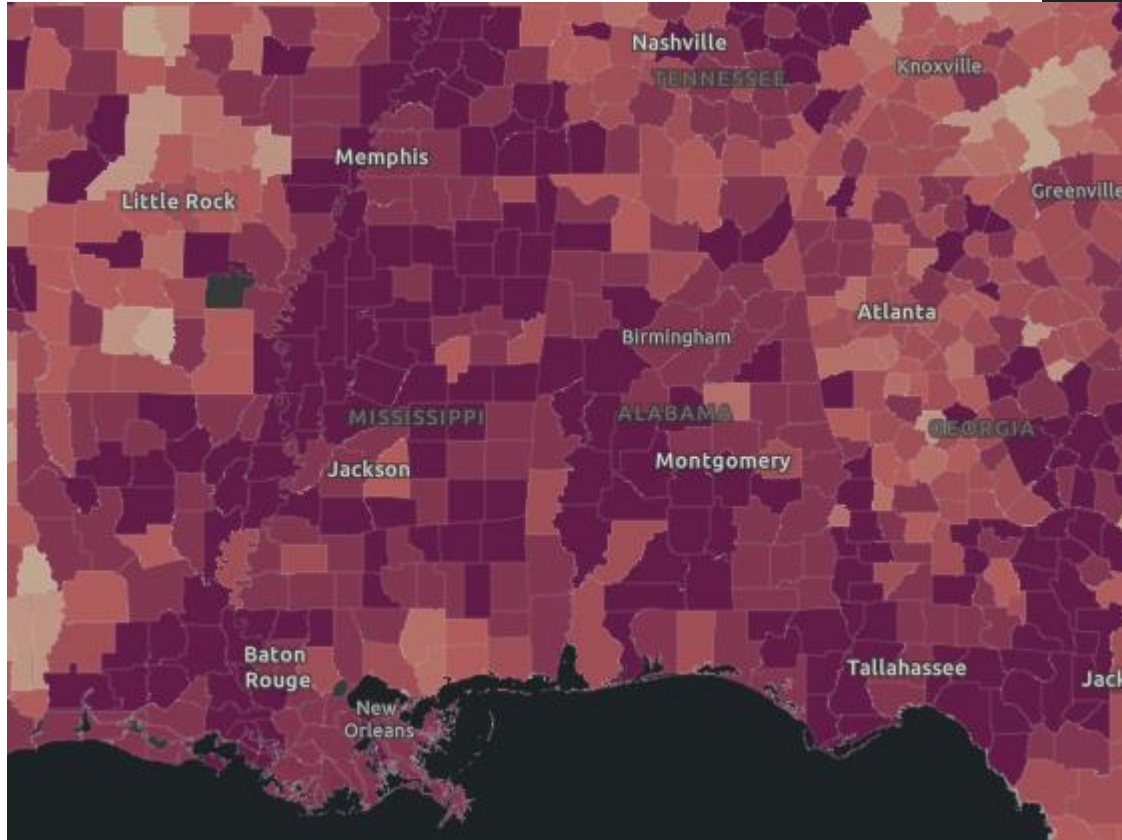 Nashville
TENNESSEE
Knoxville
Memphis
Little Rock
Greenville
Atlanta
Birmingham
MISSISSIPPI
ALABAMA
GEORGIA
Jackson
Montgomery
Baton
Rouge
Tallahassee
Jack
New
Orleans